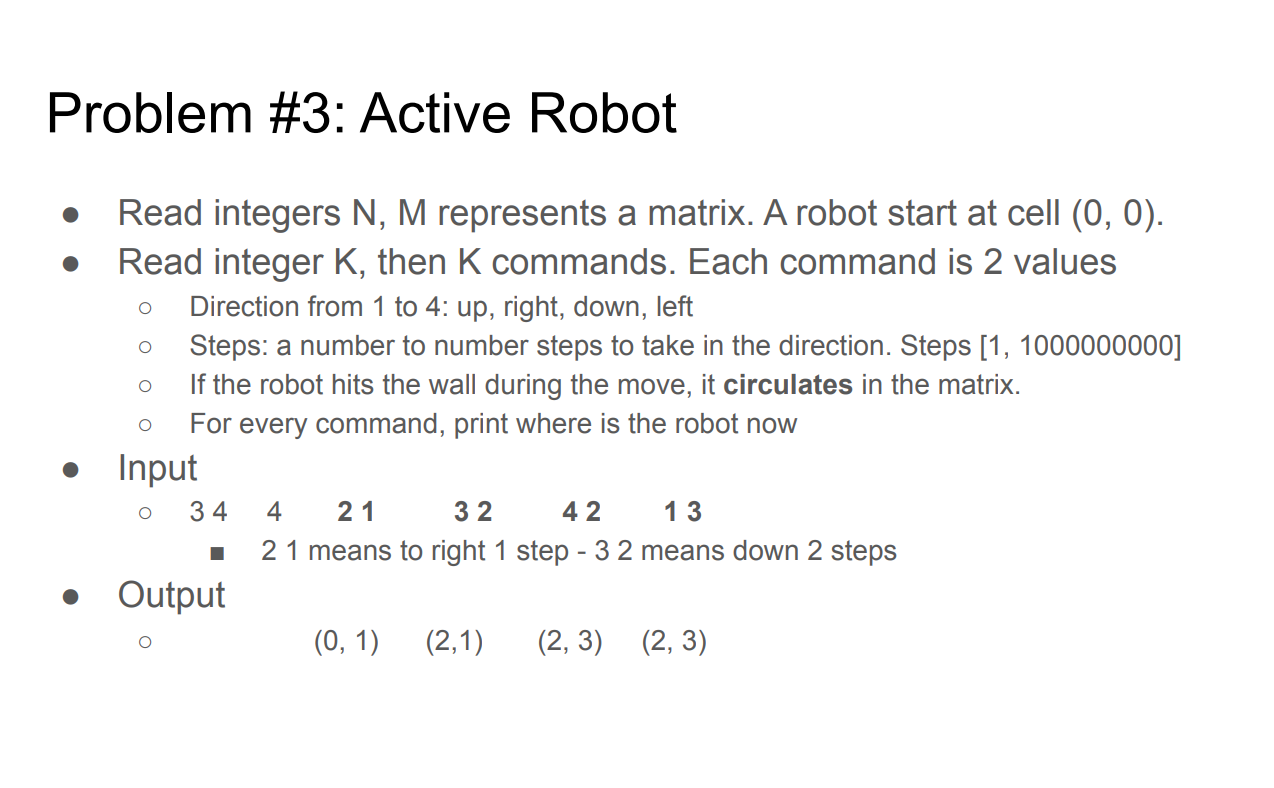 Problem #3: Active Robot
● Read integers N, M represents a matrix. A robot start at cell (0, 0).
● Read integer K, then K commands. Each command is 2 values
○ Direction from 1 to 4: up, right, down, left
○ Steps: a number to number steps to take in the direction. Steps [1, 1000000000]
○ If the robot hits the wall during the move, it circulates in the matrix.
○ For every command, print where is the robot now
● Input
○ 3 4 4 2 1 3 2 4 2 1 3
■ 2 1 means to right 1 step - 3 2 means down 2 steps
● Output
○ (0, 1) (2,1) (2, 3) (2, 3)